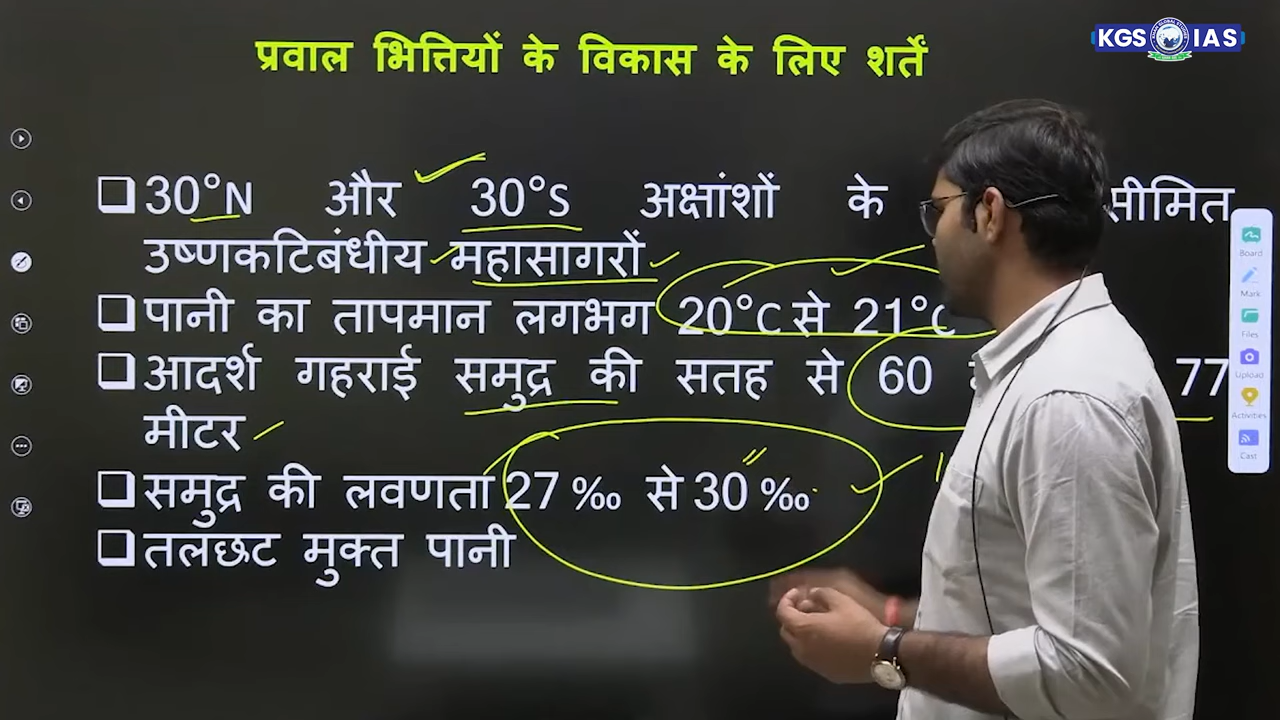 KGS IAS
प्रवाल भित्तियों के विकास के लिए शर्तें
30°N और 30°S अक्षांशों के सीमित
उष्णकटिबंधीय महासागरों
पानी का तापमान लगभग 20°C से 21°C
आदर्श गहराई समुद्र की सतह से 60 77
मीटर
समुद्र की लवणता 27 ‰ से 30 ‰
तलछट मुक्त पानी
Board
Mark
Files
Upload
Activities
Cast